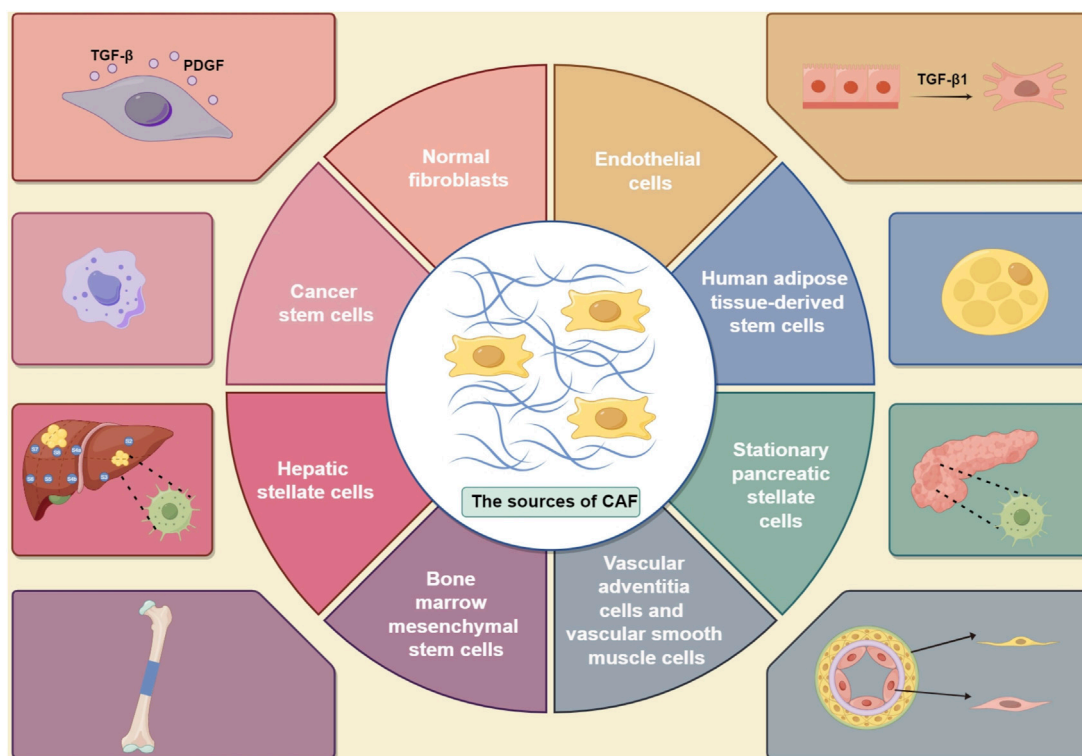 TGF-β
PDGF
TGF-β1
Normal
fibroblasts
Endothelial
cells
Cancer
stem cells
Human adipose
tissue-derived
stem cells
Hepatic
stellate cells
The sources of CAF
Stationary
pancreatic
stellate
cells
Bone
marrow
mesenchymal
stem cells
Vascular
adventitia
cells and
vascular smooth
muscle cells